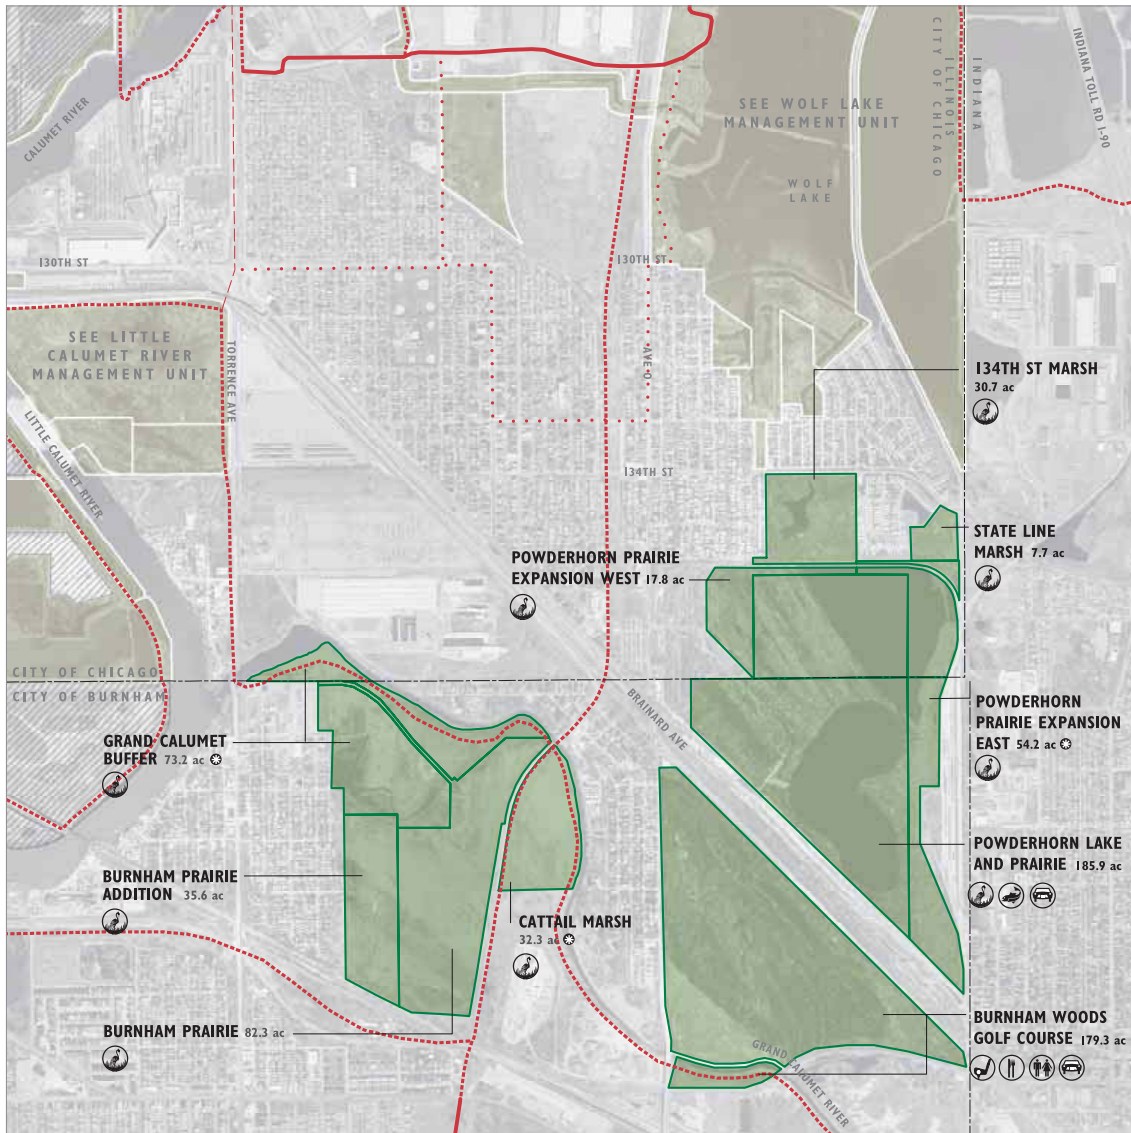 CALUMET RIVER
SEE WOLF LAKE
MANAGEMENT UNIT
WOLF
LAKE
CITY OF CHICAGO
ILLINOIS
INDIANA
INDIANA TOLL RD I-90
130TH ST
130TH ST
SEE LITTLE
CALUMET RIVER
MANAGEMENT UNIT
TORRENCE AVE
AVE O
LITTLE CALUMET RIVER
134TH ST MARSH
30.7 ac
134TH ST
STATE LINE
MARSH 7.7 ac
POWDERHORN PRAIRIE
EXPANSION WEST 17.8 ac
CITY OF CHICAGO
CITY OF BURNHAM
BRAINARD AVE
POWDERHORN
PRAIRIE EXPANSION
EAST 54.2 ac
GRAND CALUMET
BUFFER 73.2 ac
POWDERHORN LAKE
AND PRAIRIE 185.9 ac
BURNHAM PRAIRIE
ADDITION 35.6 ac
CATTAIL MARSH
32.3 ac
BURNHAM PRAIRIE 82.3 ac
BURNHAM WOODS
GOLF COURSE 179.3 ac
GRAND CALUMET RIVER